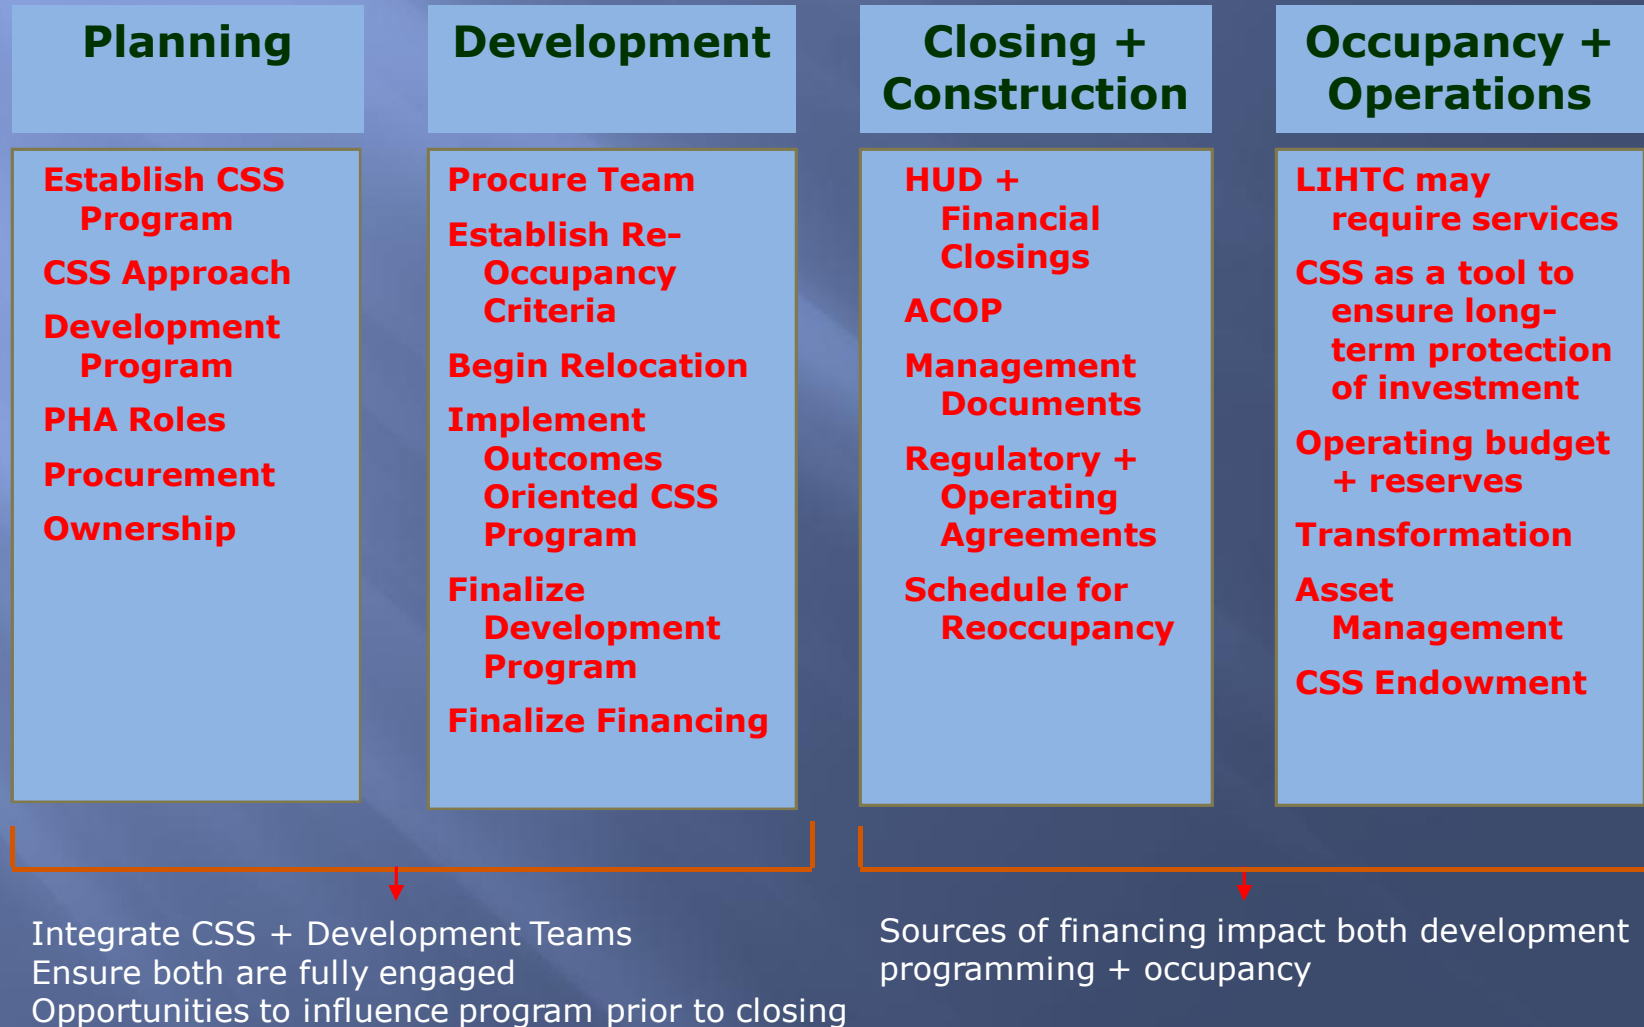 Planning
Establish CSS
Program
CSS Approach
Development
Program
PHA Roles
Procurement
Ownership
Development
Procure Team
Establish Re-
Occupancy
Criteria
Begin Relocation
Implement
Outcomes
Oriented CSS
Program
Finalize
Development
Program
Finalize Financing
Closing +
Construction
HUD +
Financial
Closings
ACOP
Management
Documents
Regulatory +
Operating
Agreements
Schedule for
Reoccupancy
Occupancy +
Operations
LIHTC may
require services
CSS as a tool to
ensure long-
term protection
of investment
Operating budget
+ reserves
Transformation
Asset
Management
CSS Endowment
Integrate CSS + Development Teams
Ensure both are fully engaged
Opportunities to influence program prior to closing
Sources of financing impact both development
programming + occupancy